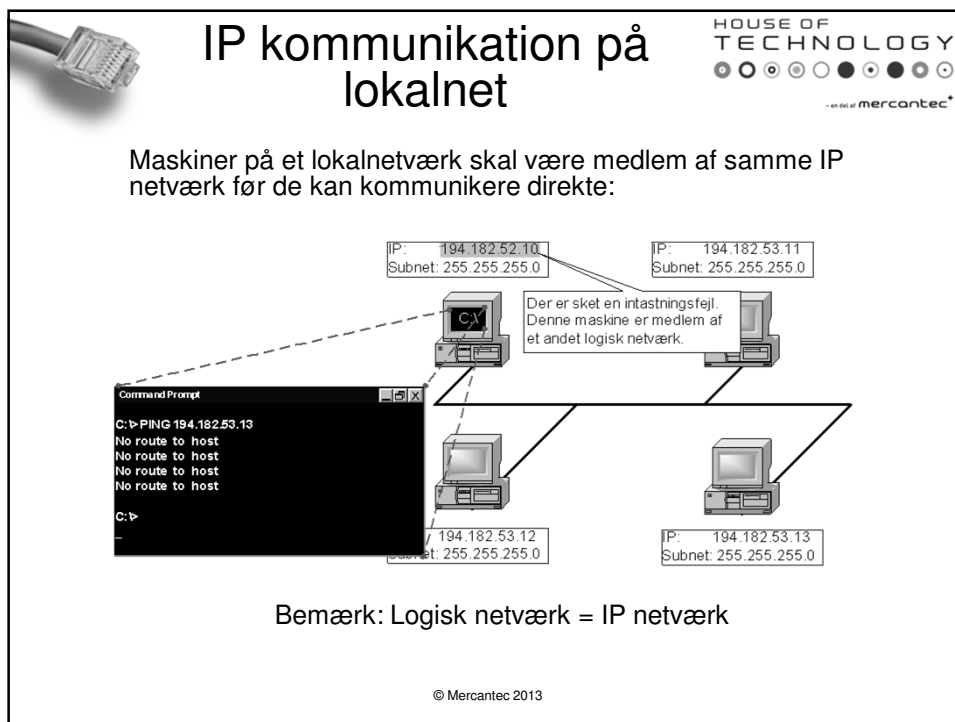 IP kommunikation på
lokalnet
HOUSE OF
TECHNOLOGY
- en del af mercantec+
Maskiner på et lokalnetværk skal være medlem af samme IP
netværk før de kan kommunikere direkte:
IP: 194.182.52.10
Subnet: 255.255.255.0
IP: 194.182.53.11
Subnet: 255.255.255.0
Der er sket en intastningsfejl.
Denne maskine er medlem af
et andet logisk netværk.
C:\
Command Prompt
C:\>PING 194.182.53.13
No route to host
No route to host
No route to host
No route to host
C:\>
_
194.182.53.12
Subnet: 255.255.255.0
IP: 194.182.53.13
Subnet: 255.255.255.0
Bemærk: Logisk netværk = IP netværk
© Mercantec 2013